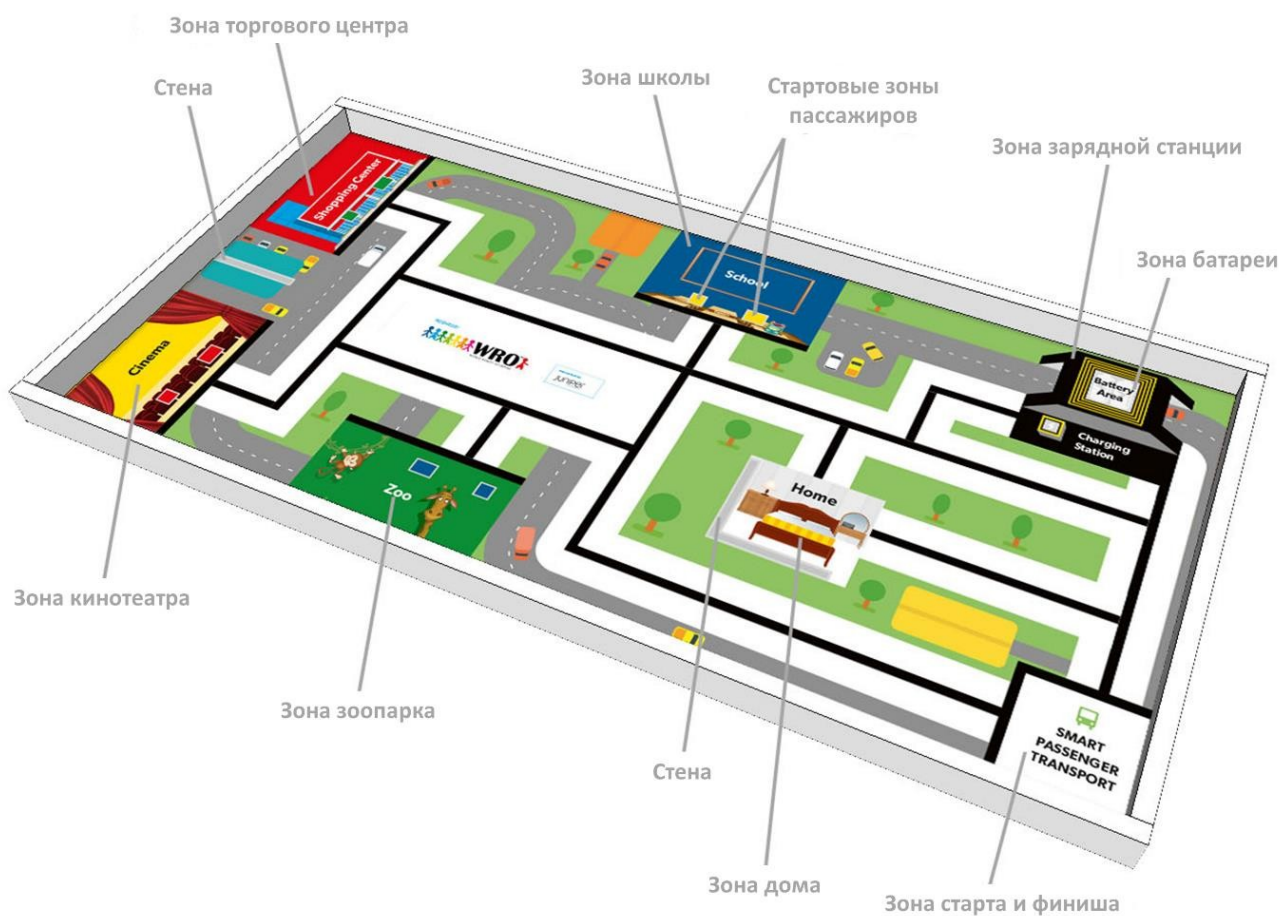 Зона торгового центра
Стена
Зона школы
Стартовые зоны
пассажиров
Зона зарядной станции
Зона батареи
Shopping Center
School
WRO
JUNIPER
Cinema
Zoo
Home
Battery
Area
Charging
Station
SMART
PASSENGER
TRANSPORT
Зона кинотеатра
Зона зоопарка
Стена
Зона дома
Зона старта и финиша